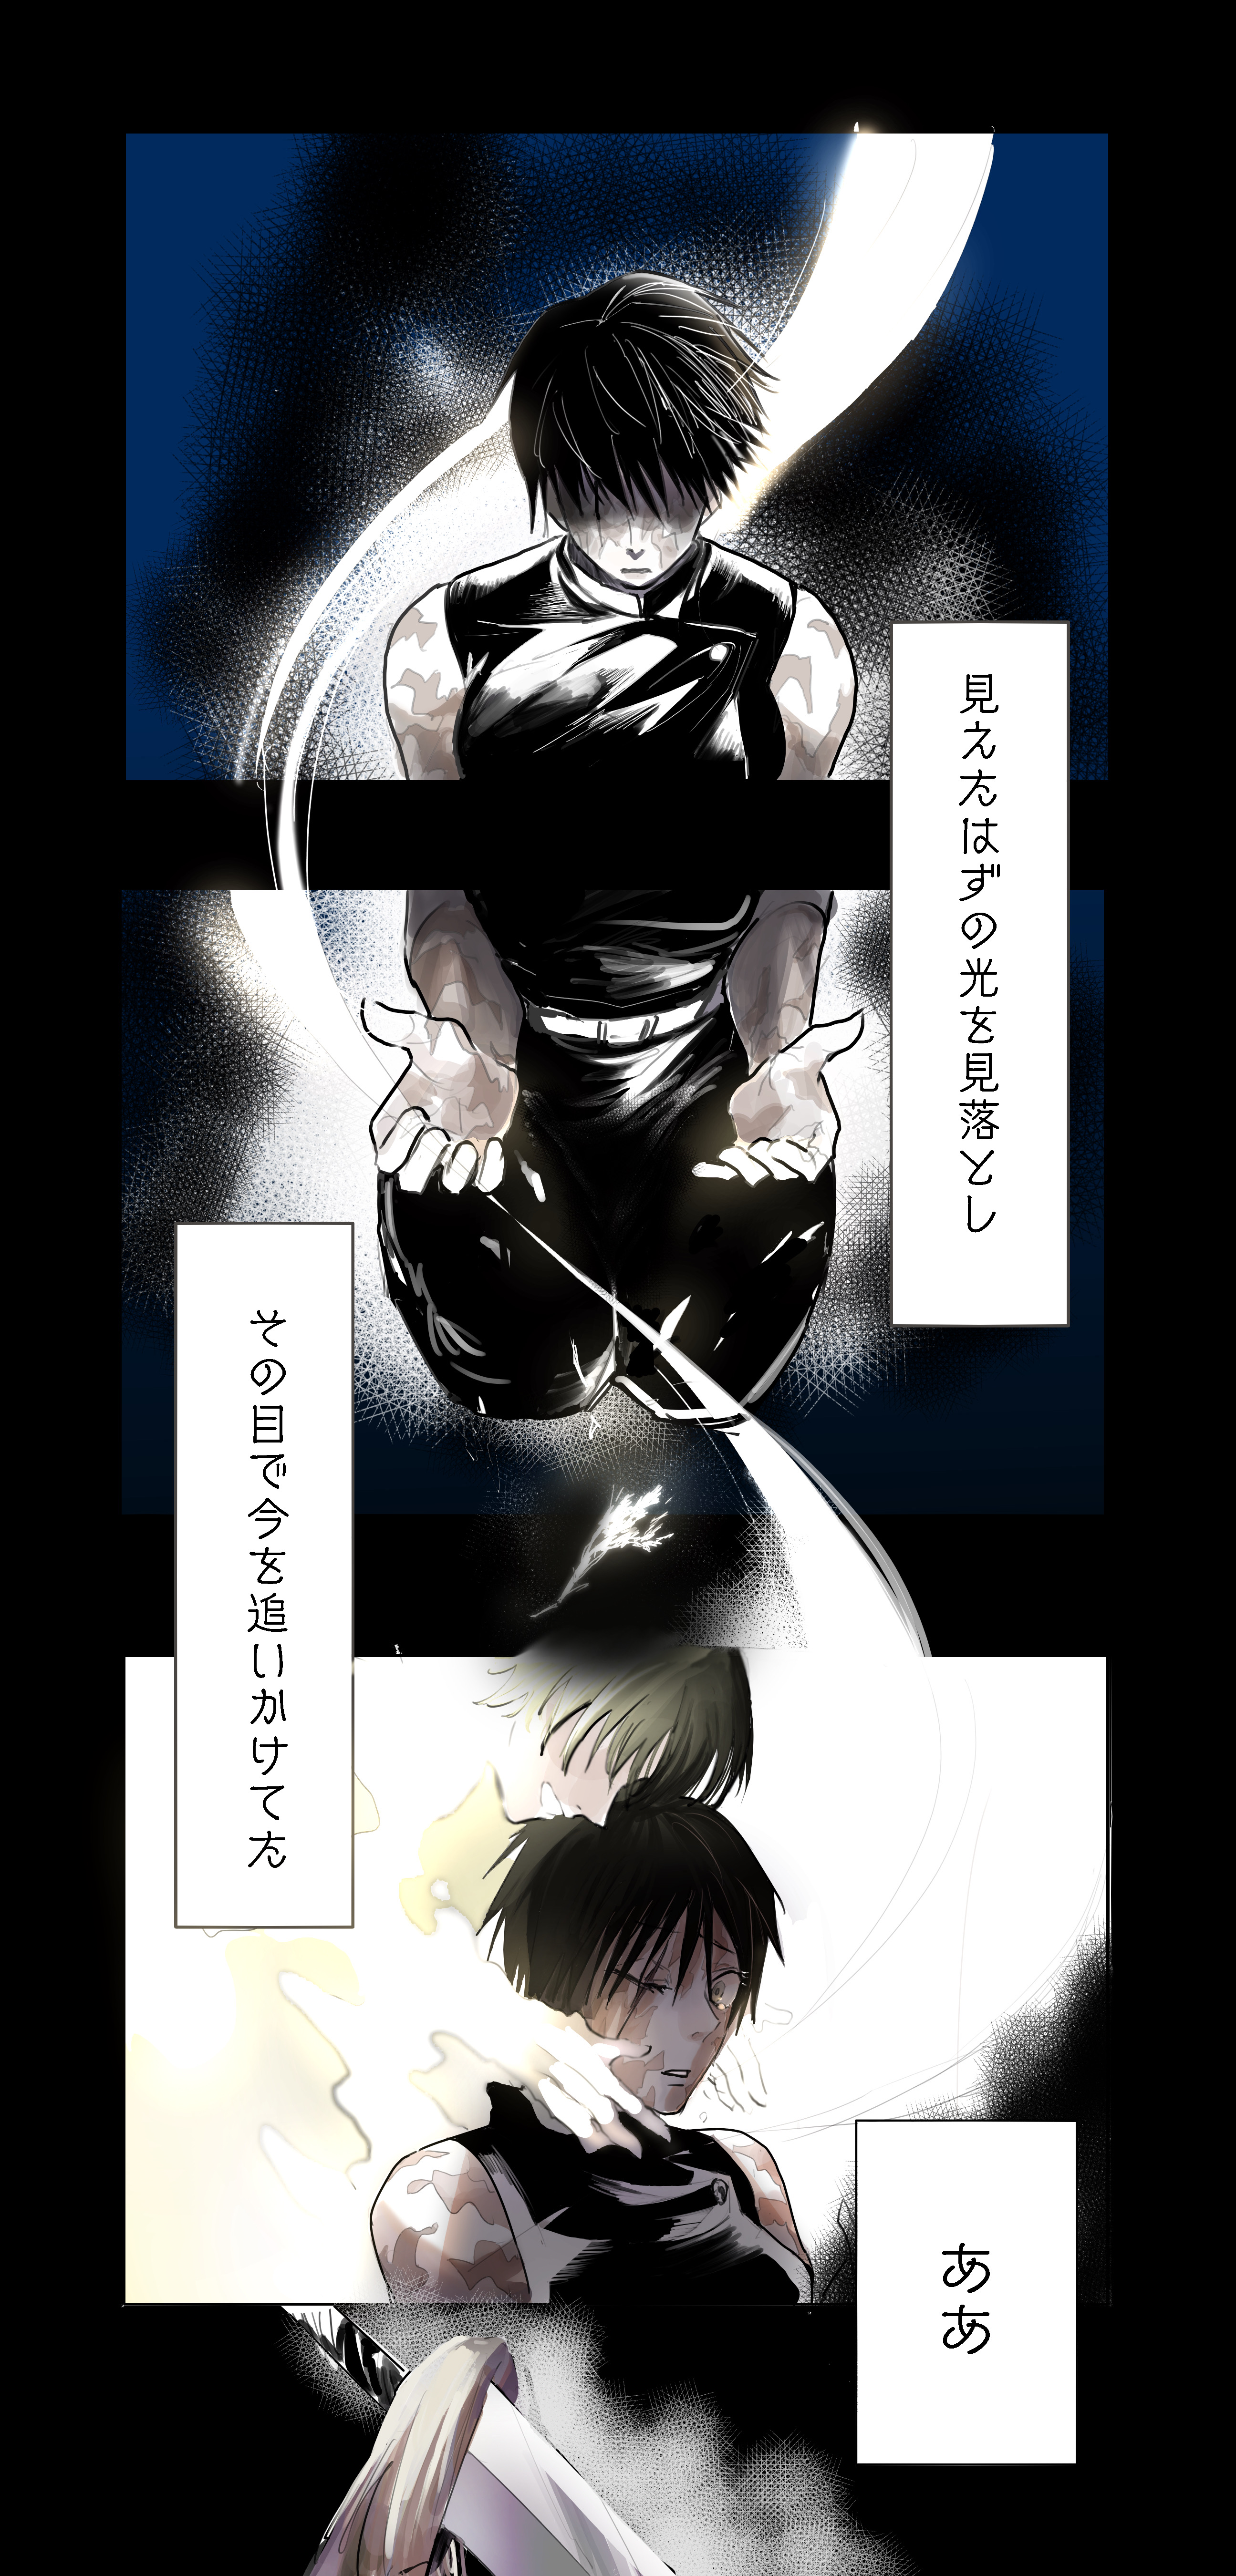 見えたはずの光を見落とし
その目で今を追いかけてた
ああ